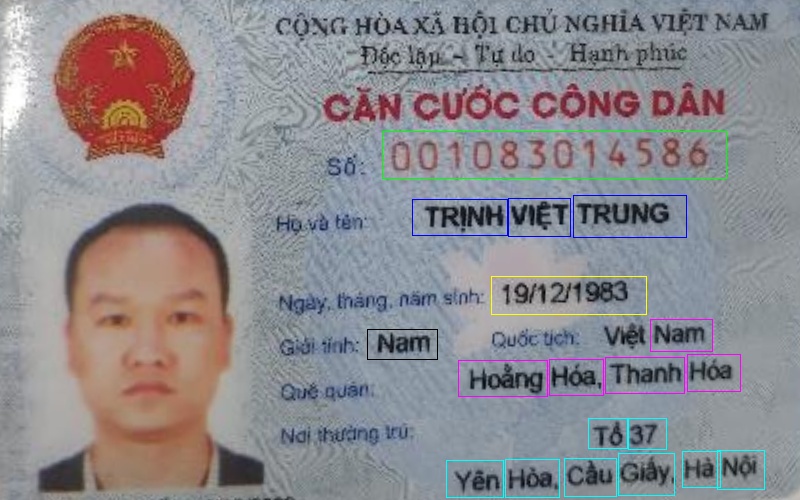 CỘNG HÒA XÃ HỘI CHỦ NGHĨA VIỆT NAM
Độc lập - Tự do - Hạnh phúc
CĂN CƯỚC CÔNG DÂN
Số: 001083014586
Họ và tên: TRỊNH VIỆT TRUNG
Ngày, tháng, năm sinh: 19/12/1983
Giới tính: Nam Quốc tịch: Việt Nam
Quê quán: Hoằng Hóa, Thanh Hóa
Nơi thường trú: Tổ 37
Yên Hòa, Cầu Giấy, Hà Nội